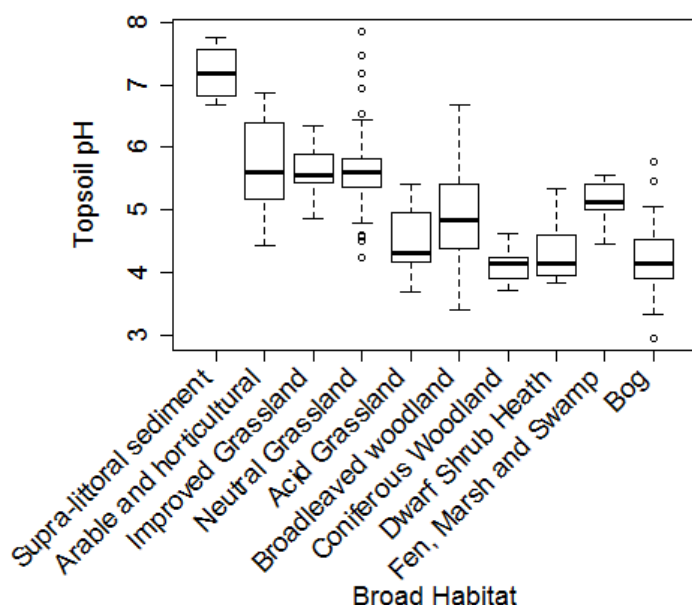 Topsoil pH
8
7
6
5
4
3
Supra-littoral sediment
Arable and horticultural
Improved Grassland
Neutral Grassland
Acid Grassland
Broadleaved woodland
Coniferous Woodland
Dwarf Shrub Heath
Fen, Marsh and Swamp
Bog
Broad Habitat